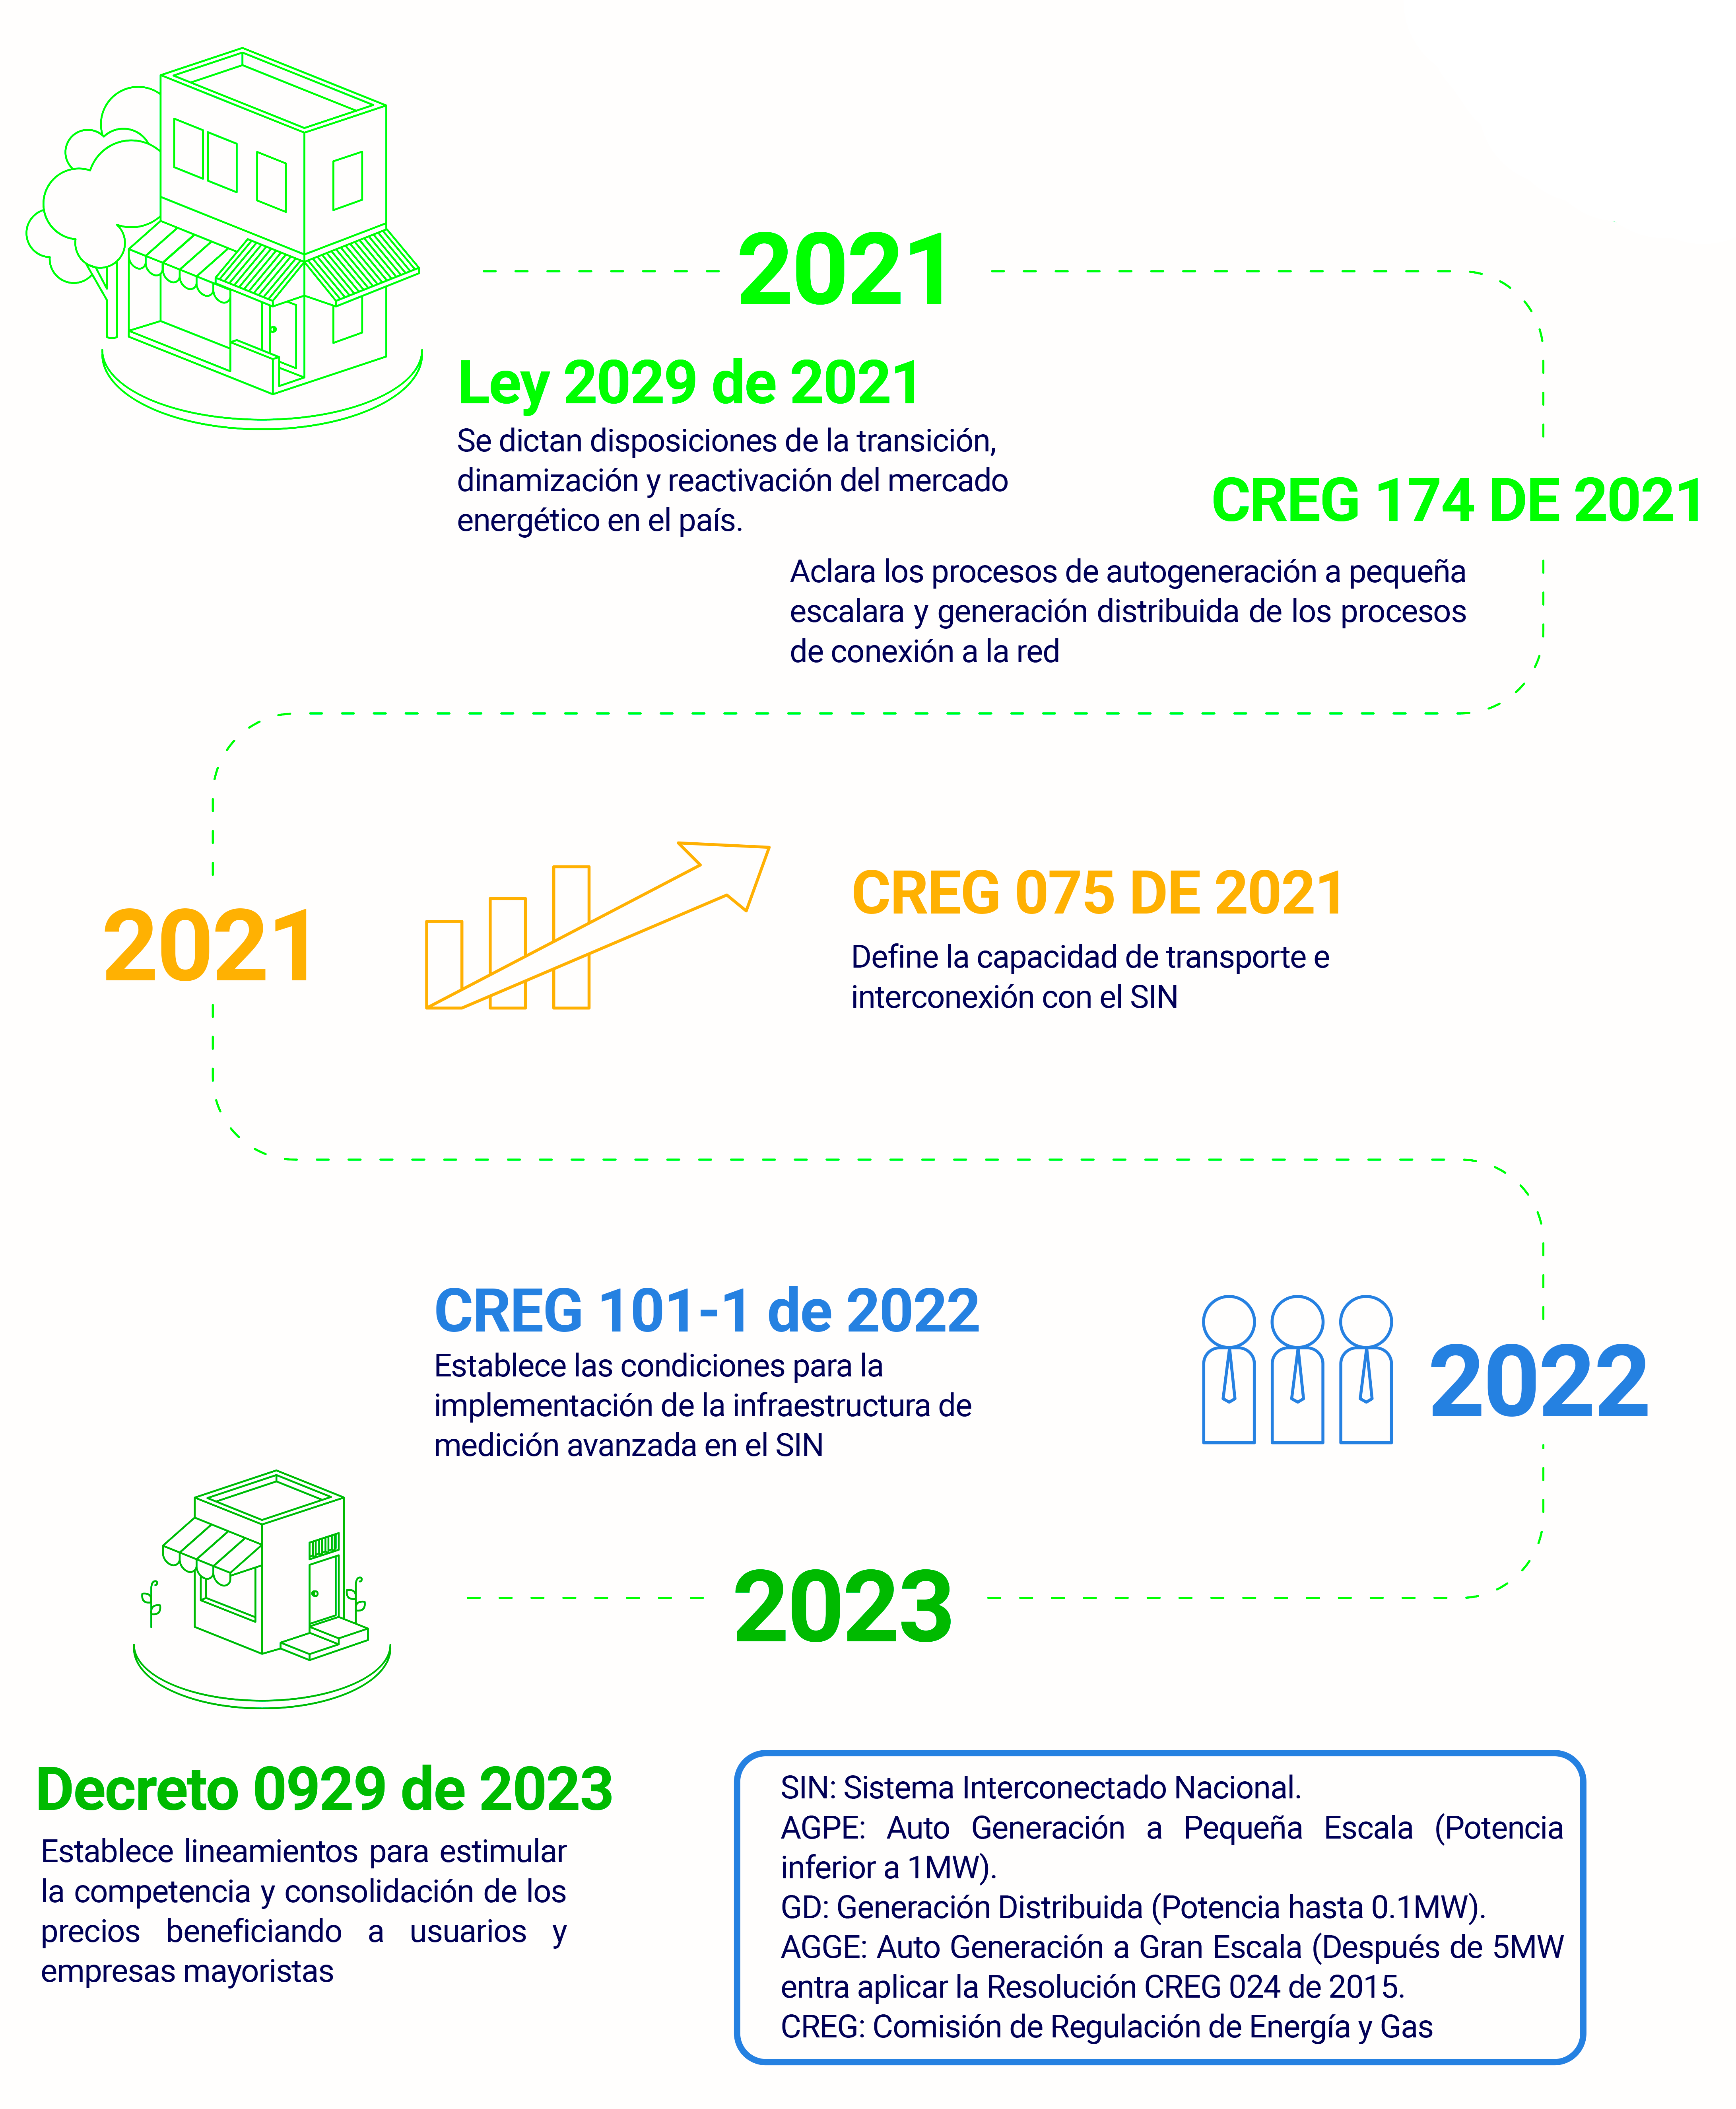 2021
Ley 2029 de 2021
Se dictan disposiciones de la transición,
dinamización y reactivación del mercado
energético en el país.
CREG 174 DE 2021
Aclara los procesos de autogeneración a pequeña
escalara y generación distribuida de los procesos
de conexión a la red
2021
CREG 075 DE 2021
Define la capacidad de transporte e
interconexión con el SIN
CREG 101-1 de 2022
Establece las condiciones para la
implementación de la infraestructura de
medición avanzada en el SIN
2022
2023
Decreto 0929 de 2023
Establece lineamientos para estimular
la competencia y consolidación de los
precios beneficiando a usuarios y
empresas mayoristas
SIN: Sistema Interconectado Nacional.
AGPE: Auto Generación a Pequeña Escala (Potencia
inferior a 1MW).
GD: Generación Distribuida (Potencia hasta 0.1MW).
AGGE: Auto Generación a Gran Escala (Después de 5MW
entra aplicar la Resolución CREG 024 de 2015.
CREG: Comisión de Regulación de Energía y Gas